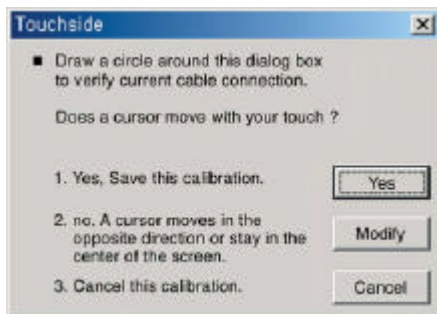 Touchside
Draw a circle around this dialog box
to verify current cable connection.
Does a cursor move with your touch ?
1. Yes, Save this calibration.
Yes
2. no. A cursor moves in the
opposite direction or stay in the
center of the screen.
Modify
3. Cancel this calibration.
Cancel